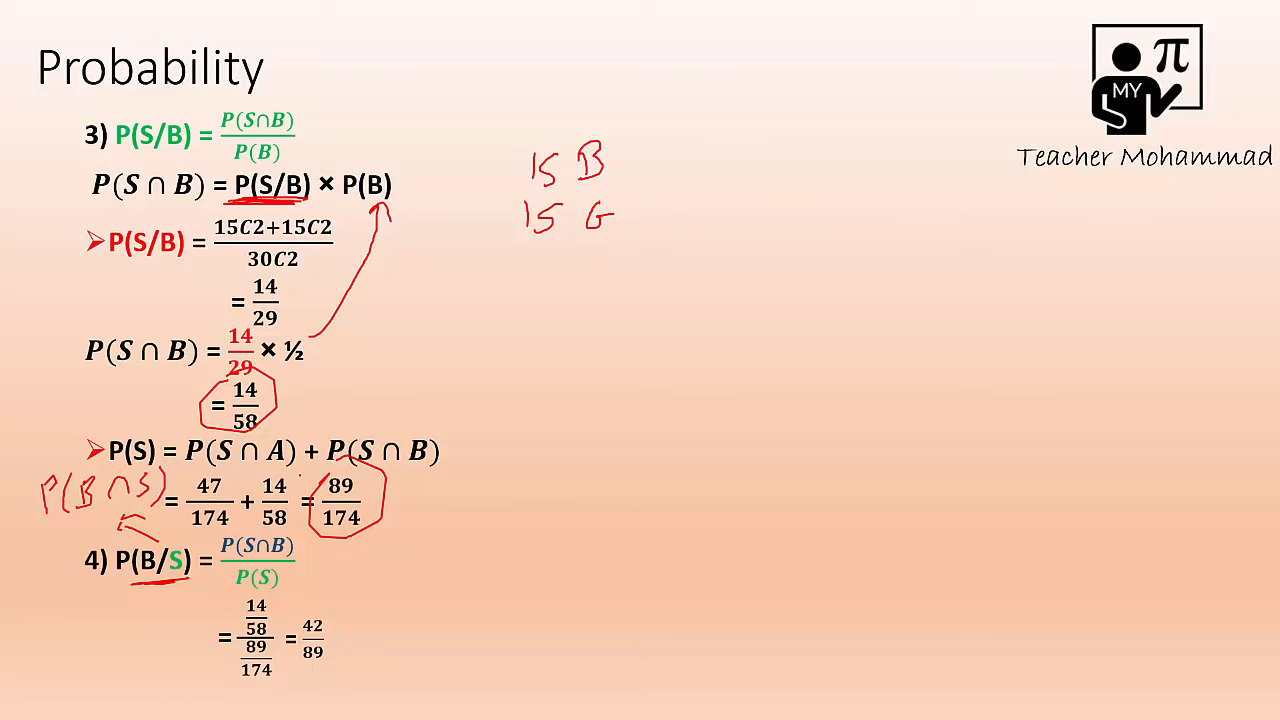 Probability
MY π
Teacher Mohammad
3) P(S/B) = P(S∩B)/P(B)
P(S ∩ B) = P(S/B) × P(B)
15 B
15 G
➢P(S/B) = 15C2+15C2/30C2
= 14/29
P(S ∩ B) = 14/29 × ½
= 14/58
➢P(S) = P(S ∩ A) + P(S ∩ B)
P(B ∩ S) = 47/174 + 14/58 = 89/174
4) P(B/S) = P(S∩B)/P(S)
= 14/58 / 89/174 = 42/89